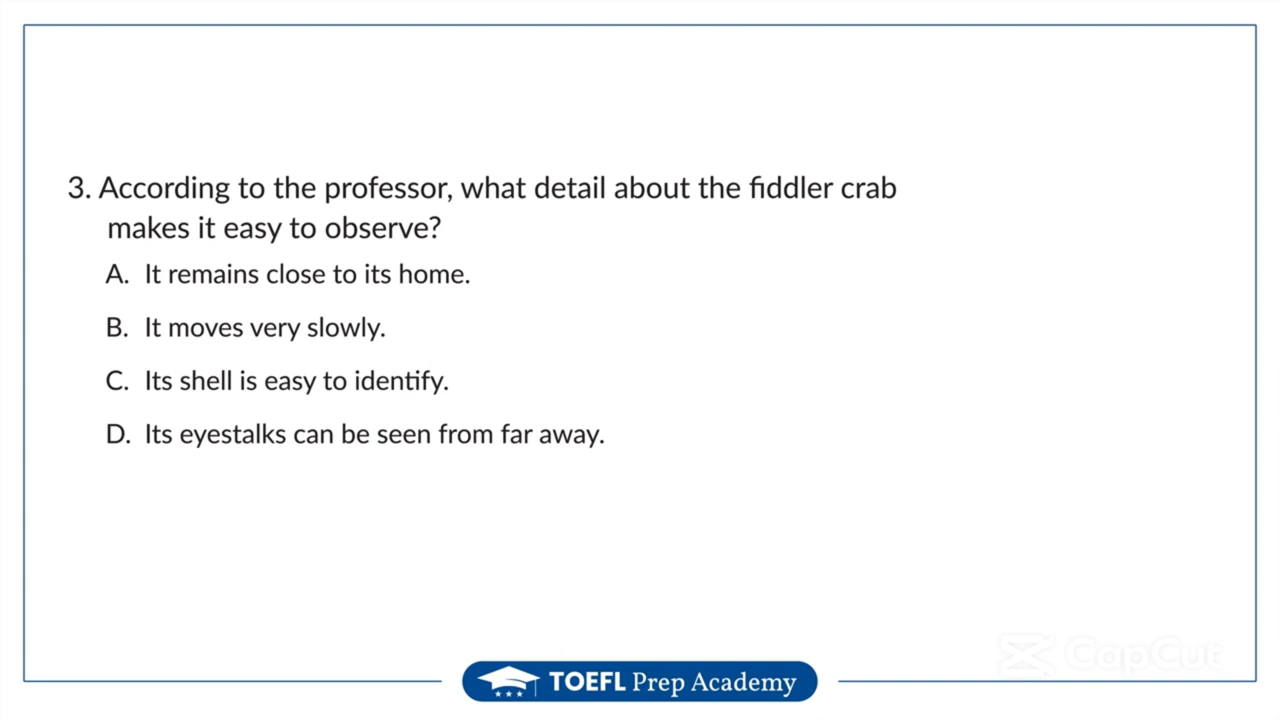 3. According to the professor, what detail about the fiddler crab
makes it easy to observe?
A. It remains close to its home.
B. It moves very slowly.
C. Its shell is easy to identify.
D. Its eyestalks can be seen from far away.
CapCut
TOEFL Prep Academy